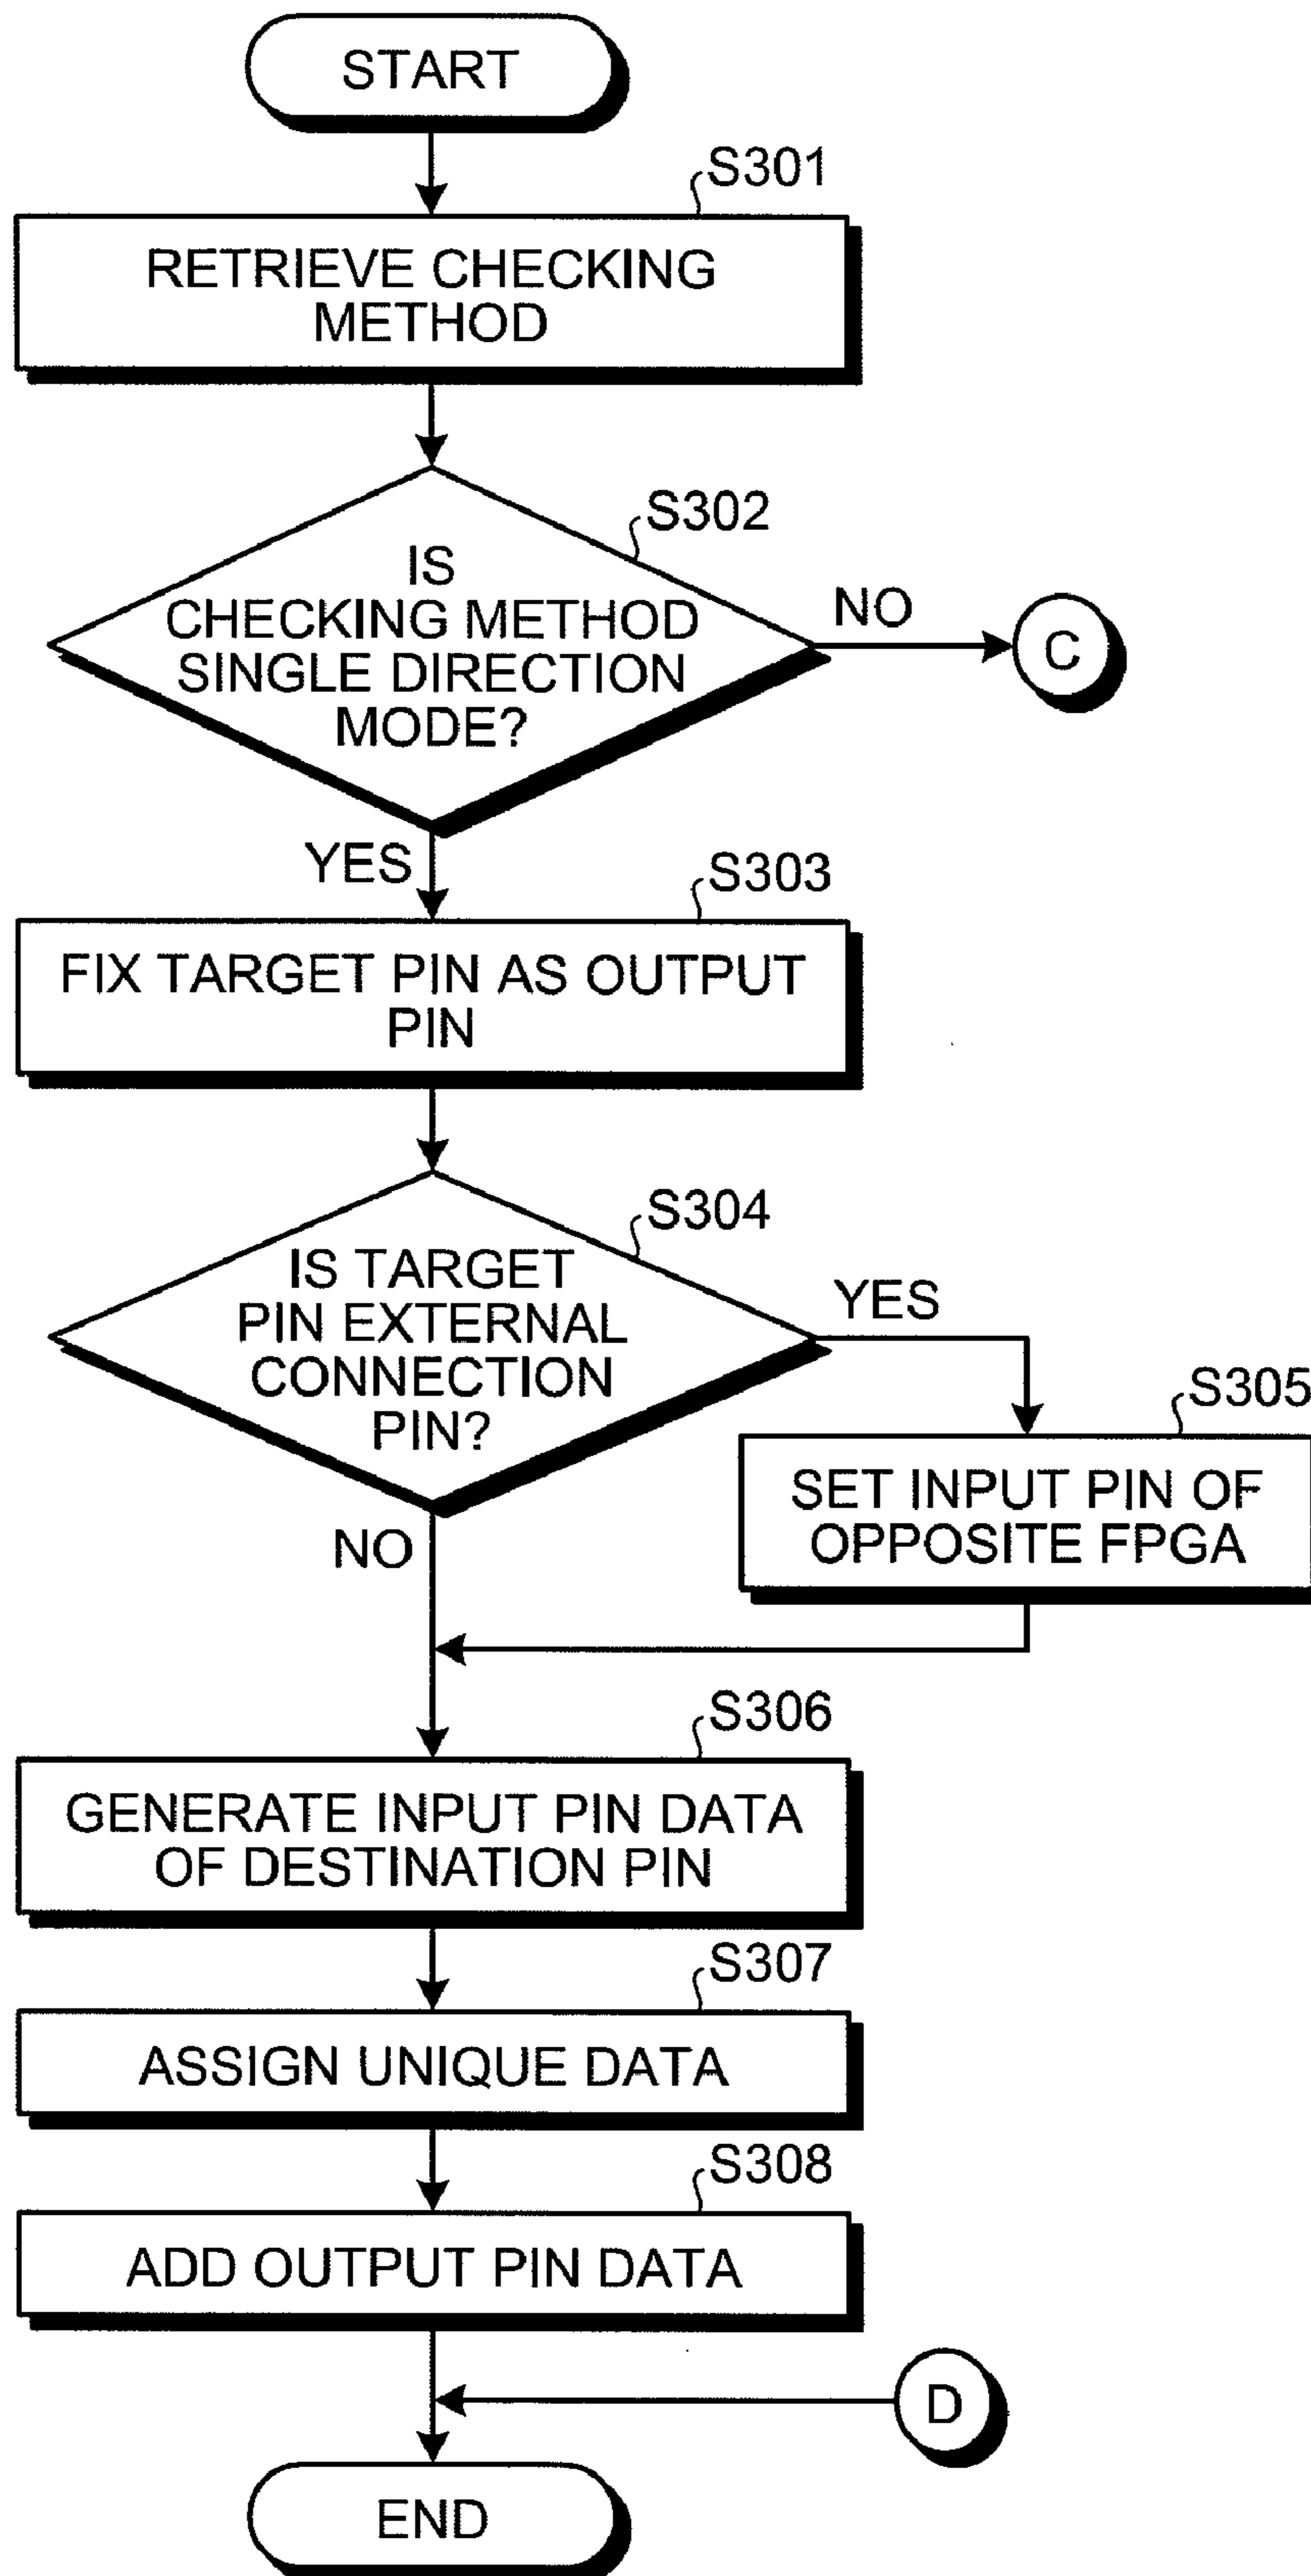 START
S301
RETRIEVE CHECKING
METHOD
S302
IS
CHECKING METHOD
SINGLE DIRECTION
MODE?
NO
C
YES
S303
FIX TARGET PIN AS OUTPUT
PIN
S304
IS TARGET
PIN EXTERNAL
CONNECTION
PIN?
YES
S305
SET INPUT PIN OF
OPPOSITE FPGA
NO
S306
GENERATE INPUT PIN DATA
OF DESTINATION PIN
S307
ASSIGN UNIQUE DATA
S308
ADD OUTPUT PIN DATA
D
END